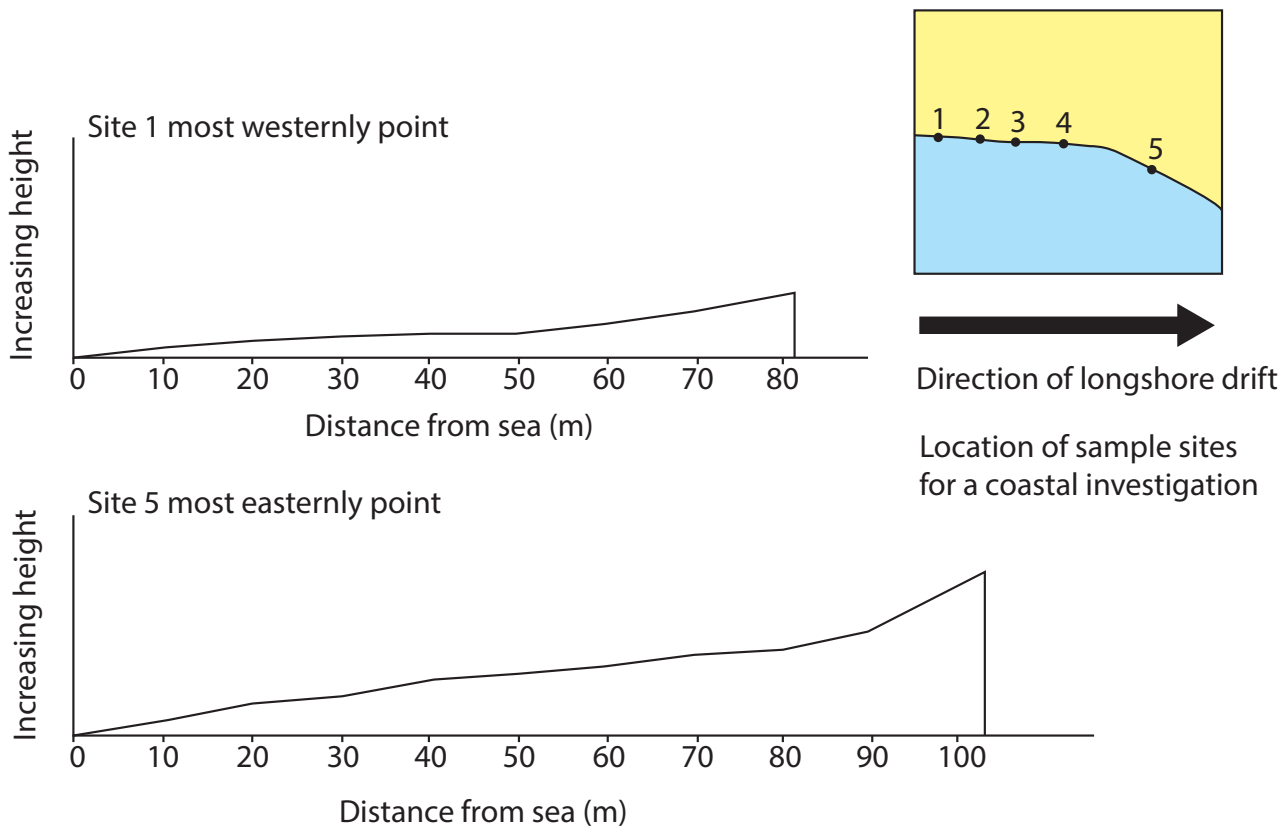 Site 1 most westernly point
Increasing height
0 10 20 30 40 50 60 70 80
Distance from sea (m)
1 2 3 4 5
Direction of longshore drift
Location of sample sites
for a coastal investigation
Site 5 most easternly point
Increasing height
0 10 20 30 40 50 60 70 80 90 100
Distance from sea (m)